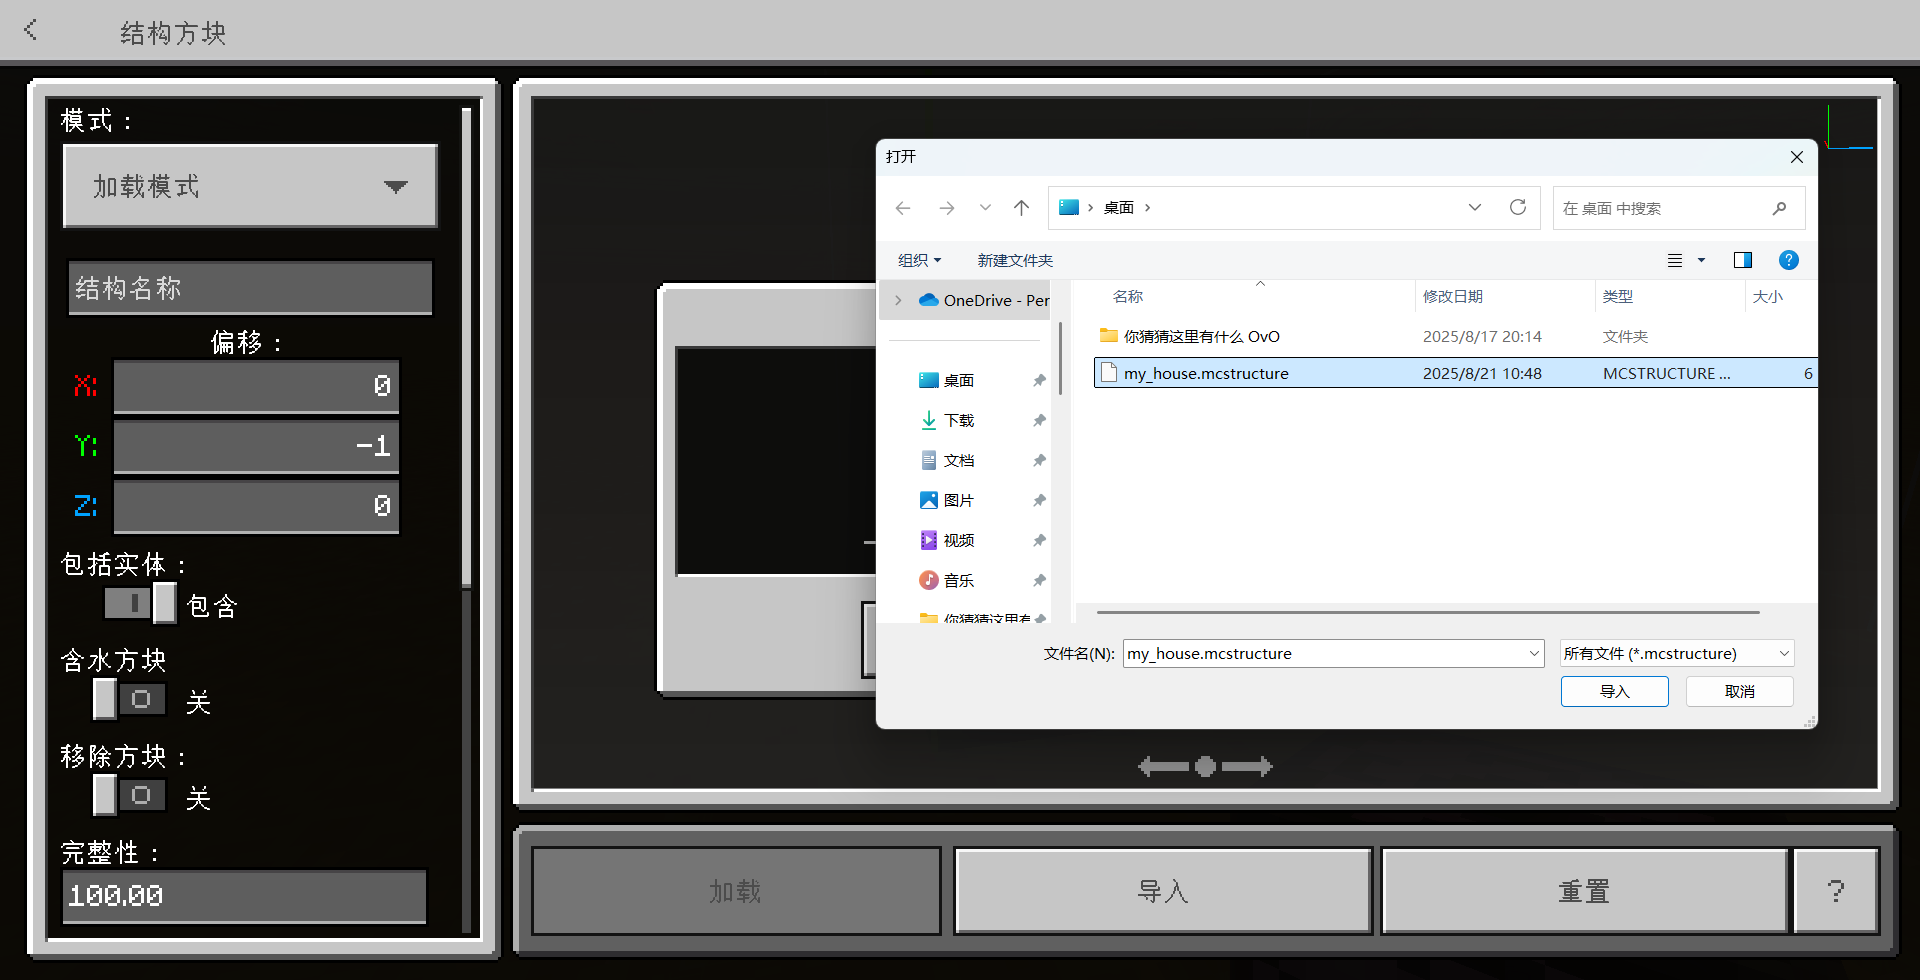 结构方块
模式：
加载模式
结构名称
偏移：
X: 0
Y: -1
Z: 0
包括实体：
包含
含水方块
关
移除方块：
关
完整性：
100.00
打开
桌面
在 桌面 中搜索
组织
新建文件夹
OneDrive - Per
桌面
下载
文档
图片
视频
音乐
你猜猜这里有
名称 修改日期 类型 大小
你猜猜这里有什么 OvO 2025/8/17 20:14 文件夹
my_house.mcstructure 2025/8/21 10:48 MCSTRUCTURE ... 6
文件名(N): my_house.mcstructure 所有文件 (*.mcstructure)
导入 取消
加载 导入 重置 ?